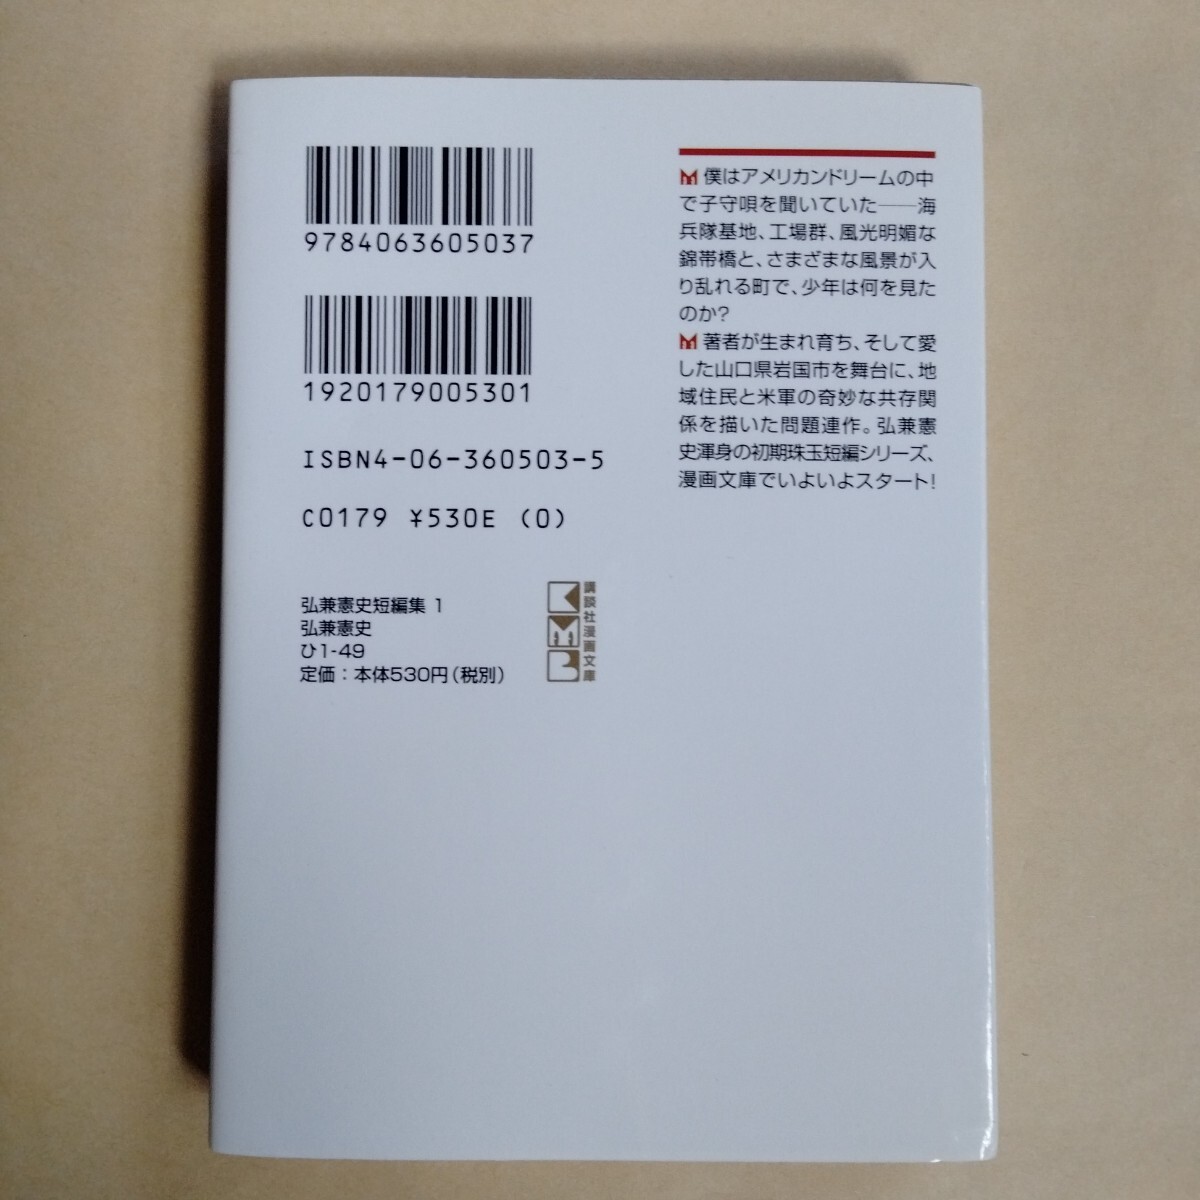 9784063605037
1920179005301
ISBN4-06-360503-5
C0179 ¥530E (0)
弘兼憲史短編集 1
弘兼憲史
ひ1-49
定価：本体530円(税別)
KMB
講談社漫画文庫
M 僕はアメリカンドリームの中
で子守唄を聞いていた――海
兵隊基地、工場群、風光明媚な
錦帯橋と、さまざまな風景が入
り乱れる町で、少年は何を見た
のか？
M 著者が生まれ育ち、そして愛
した山口県岩国市を舞台に、地
域住民と米軍の奇妙な共存関
係を描いた問題連作。弘兼憲
史渾身の初期珠玉短編シリーズ、
漫画文庫でいよいよスタート！